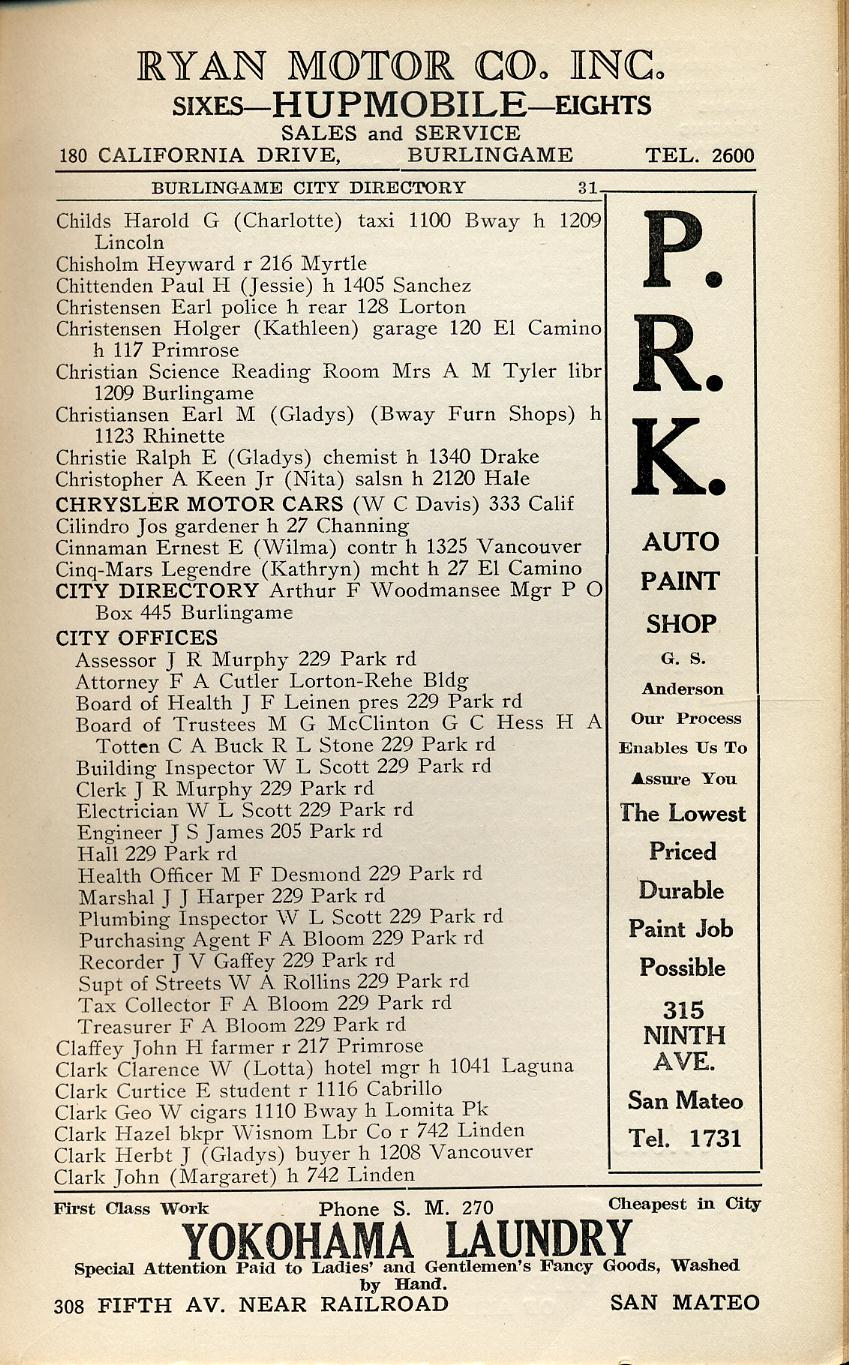 RYAN MOTOR CO. INC.
SIXES—HUPMOBILE—EIGHTS
SALES and SERVICE
180 CALIFORNIA DRIVE, BURLINGAME TEL. 2600
BURLINGAME CITY DIRECTORY 31
Childs Harold G (Charlotte) taxi 1100 Bway h 1209
Lincoln
Chisholm Heyward r 216 Myrtle
Chittenden Paul H (Jessie) h 1405 Sanchez
Christensen Earl police h rear 128 Lorton
Christensen Holger (Kathleen) garage 120 El Camino
h 117 Primrose
Christian Science Reading Room Mrs A M Tyler libr
1209 Burlingame
Christiansen Earl M (Gladys) (Bway Furn Shops) h
1123 Rhinette
Christie Ralph E (Gladys) chemist h 1340 Drake
Christopher A Keen Jr (Nita) salsn h 2120 Hale
CHRYSLER MOTOR CARS (W C Davis) 333 Calif
Cilindro Jos gardener h 27 Channing
Cinnaman Ernest E (Wilma) contr h 1325 Vancouver
Cinq-Mars Legendre (Kathryn) mcht h 27 El Camino
CITY DIRECTORY Arthur F Woodmansee Mgr P O
Box 445 Burlingame
CITY OFFICES
Assessor J R Murphy 229 Park rd
Attorney F A Cutler Lorton-Rehe Bldg
Board of Health J F Leinen pres 229 Park rd
Board of Trustees M G McClinton G C Hess H A
Totten C A Buck R L Stone 229 Park rd
Building Inspector W L Scott 229 Park rd
Clerk J R Murphy 229 Park rd
Electrician W L Scott 229 Park rd
Engineer J S James 205 Park rd
Hall 229 Park rd
Health Officer M F Desmond 229 Park rd
Marshal J J Harper 229 Park rd
Plumbing Inspector W L Scott 229 Park rd
Purchasing Agent F A Bloom 229 Park rd
Recorder J V Gaffey 229 Park rd
Supt of Streets W A Rollins 229 Park rd
Tax Collector F A Bloom 229 Park rd
Treasurer F A Bloom 229 Park rd
Claffey John H farmer r 217 Primrose
Clark Clarence W (Lotta) hotel mgr h 1041 Laguna
Clark Curtice E student r 1116 Cabrillo
Clark Geo W cigars 1110 Bway h Lomita Pk
Clark Hazel bkpr Wisnom Lbr Co r 742 Linden
Clark Herbt J (Gladys) buyer h 1208 Vancouver
Clark John (Margaret) h 742 Linden
P.
R.
K.
AUTO
PAINT
SHOP
G. S.
Anderson
Our Process
Enables Us To
Assure You
The Lowest
Priced
Durable
Paint Job
Possible
315
NINTH
AVE.
San Mateo
Tel. 1731
First Class Work Phone S. M. 270 Cheapest in City
YOKOHAMA LAUNDRY
Special Attention Paid to Ladies' and Gentlemen's Fancy Goods, Washed
by Hand.
308 FIFTH AV. NEAR RAILROAD SAN MATEO